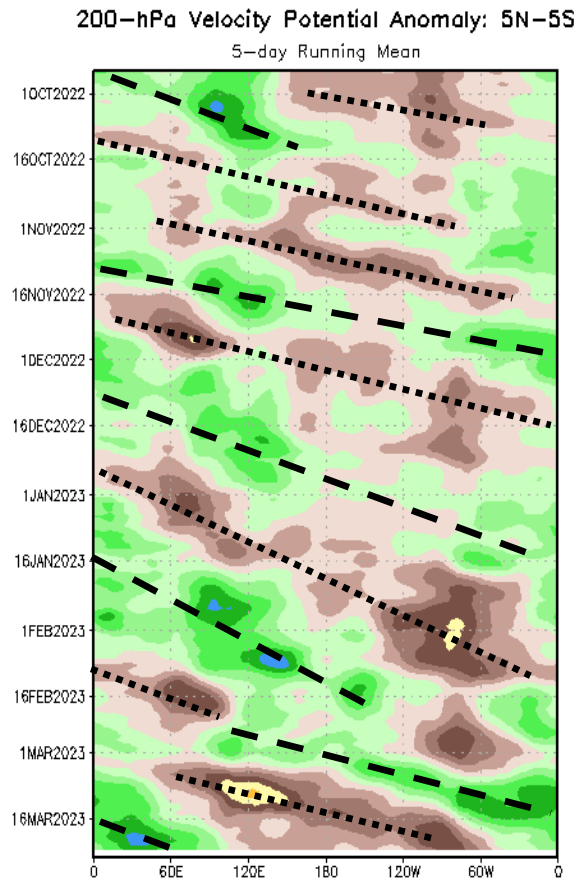 200-hPa Velocity Potential Anomaly: 5N-5S
5-day Running Mean
1OCT2022
16OCT2022
1NOV2022
16NOV2022
1DEC2022
16DEC2022
1JAN2023
16JAN2023
1FEB2023
16FEB2023
1MAR2023
16MAR2023
0 60E 120E 180 120W 60W 0